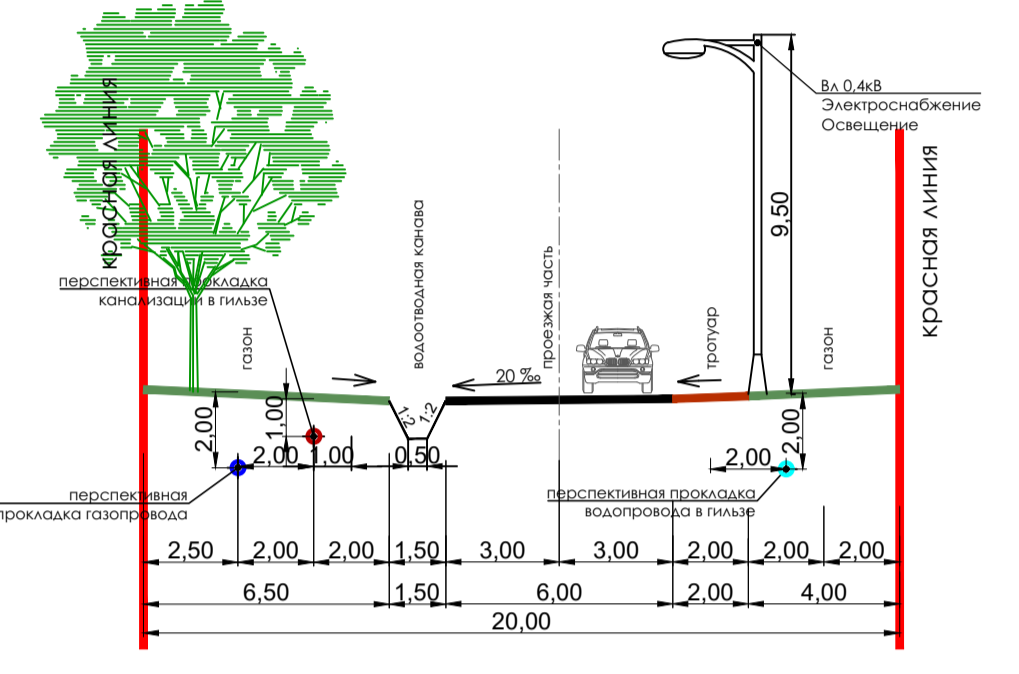 красная линия
Вл 0,4кВ
Электроснабжение
Освещение
красная линия
9,50
перспективная прокладка
канализации в гильзе
газон
водоотводная канава
проезжая часть
тротуар
газон
20 ‰
1:2
1:2
2,00
1,00
2,00
2,00
1,00
0,50
2,00
перспективная
прокладка газопровода
перспективная прокладка
водопровода в гильзе
2,50
2,00
2,00
1,50
3,00
3,00
2,00
2,00
2,00
6,50
1,50
6,00
2,00
4,00
20,00